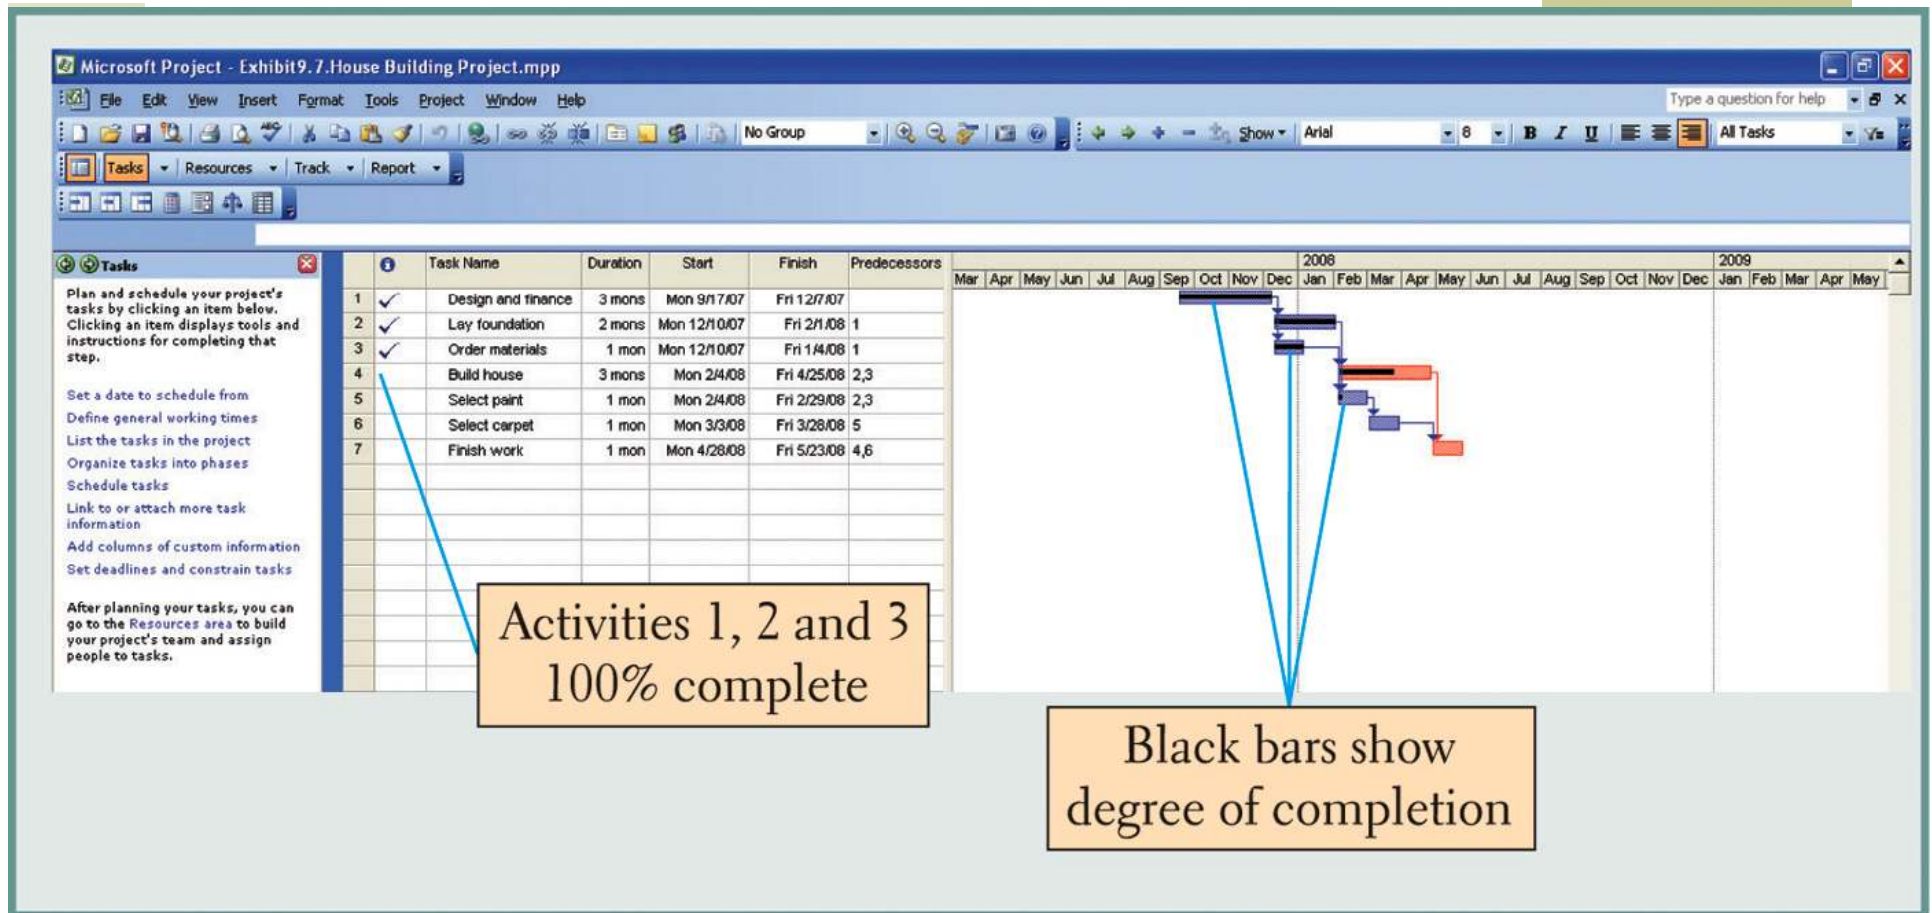 Microsoft Project - Exhibit9.7.House Building Project.mpp
File Edit View Insert Format Tools Project Window Help Type a question for help
No Group Show Arial 8 B I U All Tasks
Tasks Resources Track Report
Tasks
Plan and schedule your project's
tasks by clicking an item below.
Clicking an item displays tools and
instructions for completing that
step.
Set a date to schedule from
Define general working times
List the tasks in the project
Organize tasks into phases
Schedule tasks
Link to or attach more task
information
Add columns of custom information
Set deadlines and constrain tasks
After planning your tasks, you can
go to the Resources area to build
your project's team and assign
people to tasks.
Task Name Duration Start Finish Predecessors
1 Design and finance 3 mons Mon 9/17/07 Fri 12/7/07
2 Lay foundation 2 mons Mon 12/10/07 Fri 2/1/08 1
3 Order materials 1 mon Mon 12/10/07 Fri 1/4/08 1
4 Build house 3 mons Mon 2/4/08 Fri 4/25/08 2,3
5 Select paint 1 mon Mon 2/4/08 Fri 2/29/08 2,3
6 Select carpet 1 mon Mon 3/3/08 Fri 3/28/08 5
7 Finish work 1 mon Mon 4/28/08 Fri 5/23/08 4,6
2008 2009
Mar Apr May Jun Jul Aug Sep Oct Nov Dec Jan Feb Mar Apr May Jun Jul Aug Sep Oct Nov Dec Jan Feb Mar Apr May
Activities 1, 2 and 3
100% complete
Black bars show
degree of completion